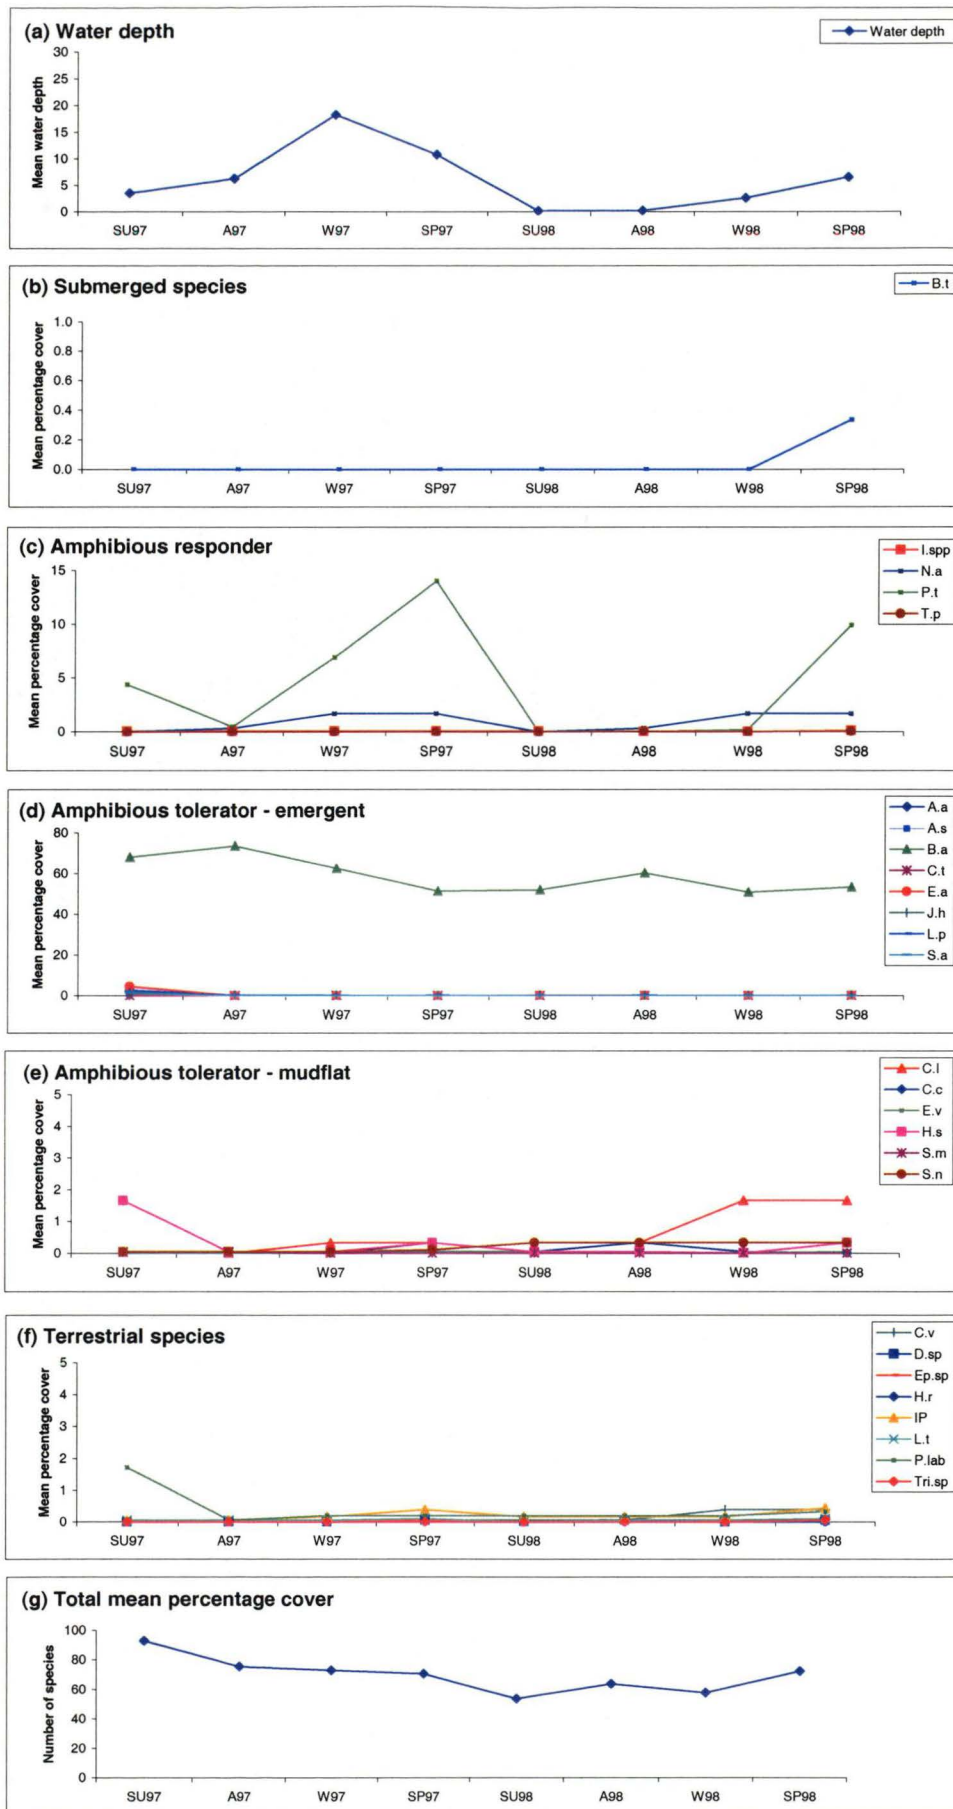 (a) Water depth
Water depth
Mean water depth
30
25
20
15
10
5
0
SU97 A97 W97 SP97 SU98 A98 W98 SP98
(b) Submerged species
B.t
Mean percentage cover
1.0
0.8
0.6
0.4
0.2
0.0
SU97 A97 W97 SP97 SU98 A98 W98 SP98
(c) Amphibious responder
I.spp
N.a
P.t
T.p
Mean percentage cover
15
10
5
0
SU97 A97 W97 SP97 SU98 A98 W98 SP98
(d) Amphibious tolerator - emergent
A.a
A.s
B.a
C.t
E.a
J.h
L.p
S.a
Mean percentage cover
80
60
40
20
0
SU97 A97 W97 SP97 SU98 A98 W98 SP98
(e) Amphibious tolerator - mudflat
C.l
C.c
E.v
H.s
S.m
S.n
Mean percentage cover
5
4
3
2
1
0
SU97 A97 W97 SP97 SU98 A98 W98 SP98
(f) Terrestrial species
C.v
D.sp
Ep.sp
H.r
IP
L.t
P.lab
Tri.sp
Mean percentage cover
5
4
3
2
1
0
SU97 A97 W97 SP97 SU98 A98 W98 SP98
(g) Total mean percentage cover
Number of species
100
80
60
40
20
0
SU97 A97 W97 SP97 SU98 A98 W98 SP98